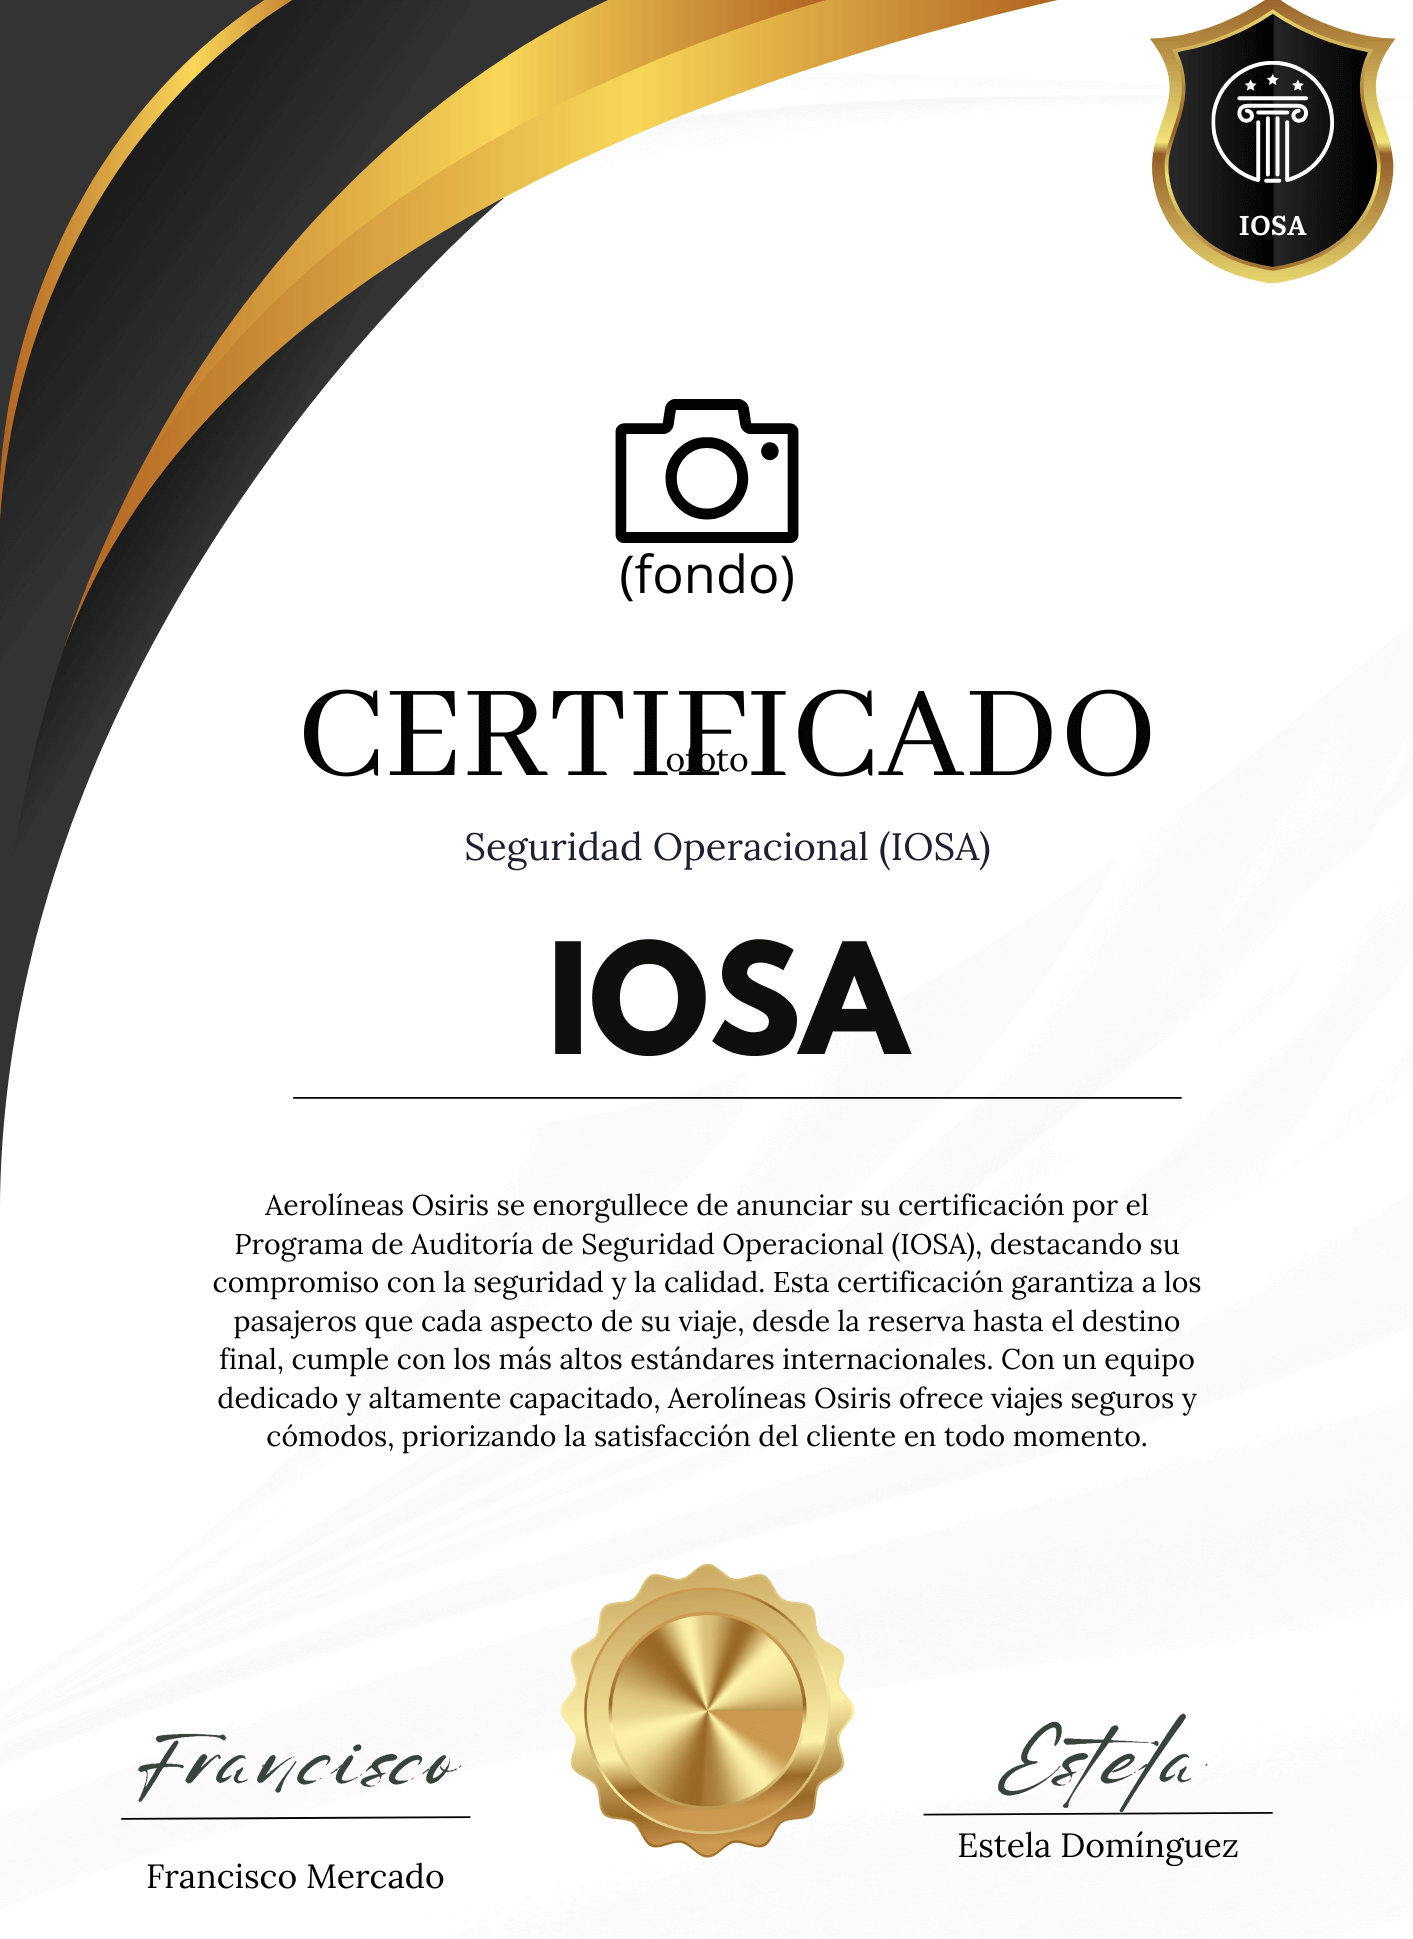 IOSA
(fondo)
CERTIFICADO
ofoto
Seguridad Operacional (IOSA)
IOSA
Aerolíneas Osiris se enorgullece de anunciar su certificación por el
Programa de Auditoría de Seguridad Operacional (IOSA), destacando su
compromiso con la seguridad y la calidad. Esta certificación garantiza a los
pasajeros que cada aspecto de su viaje, desde la reserva hasta el destino
final, cumple con los más altos estándares internacionales. Con un equipo
dedicado y altamente capacitado, Aerolíneas Osiris ofrece viajes seguros y
cómodos, priorizando la satisfacción del cliente en todo momento.
Francisco
Estela
Estela Domínguez
Francisco Mercado